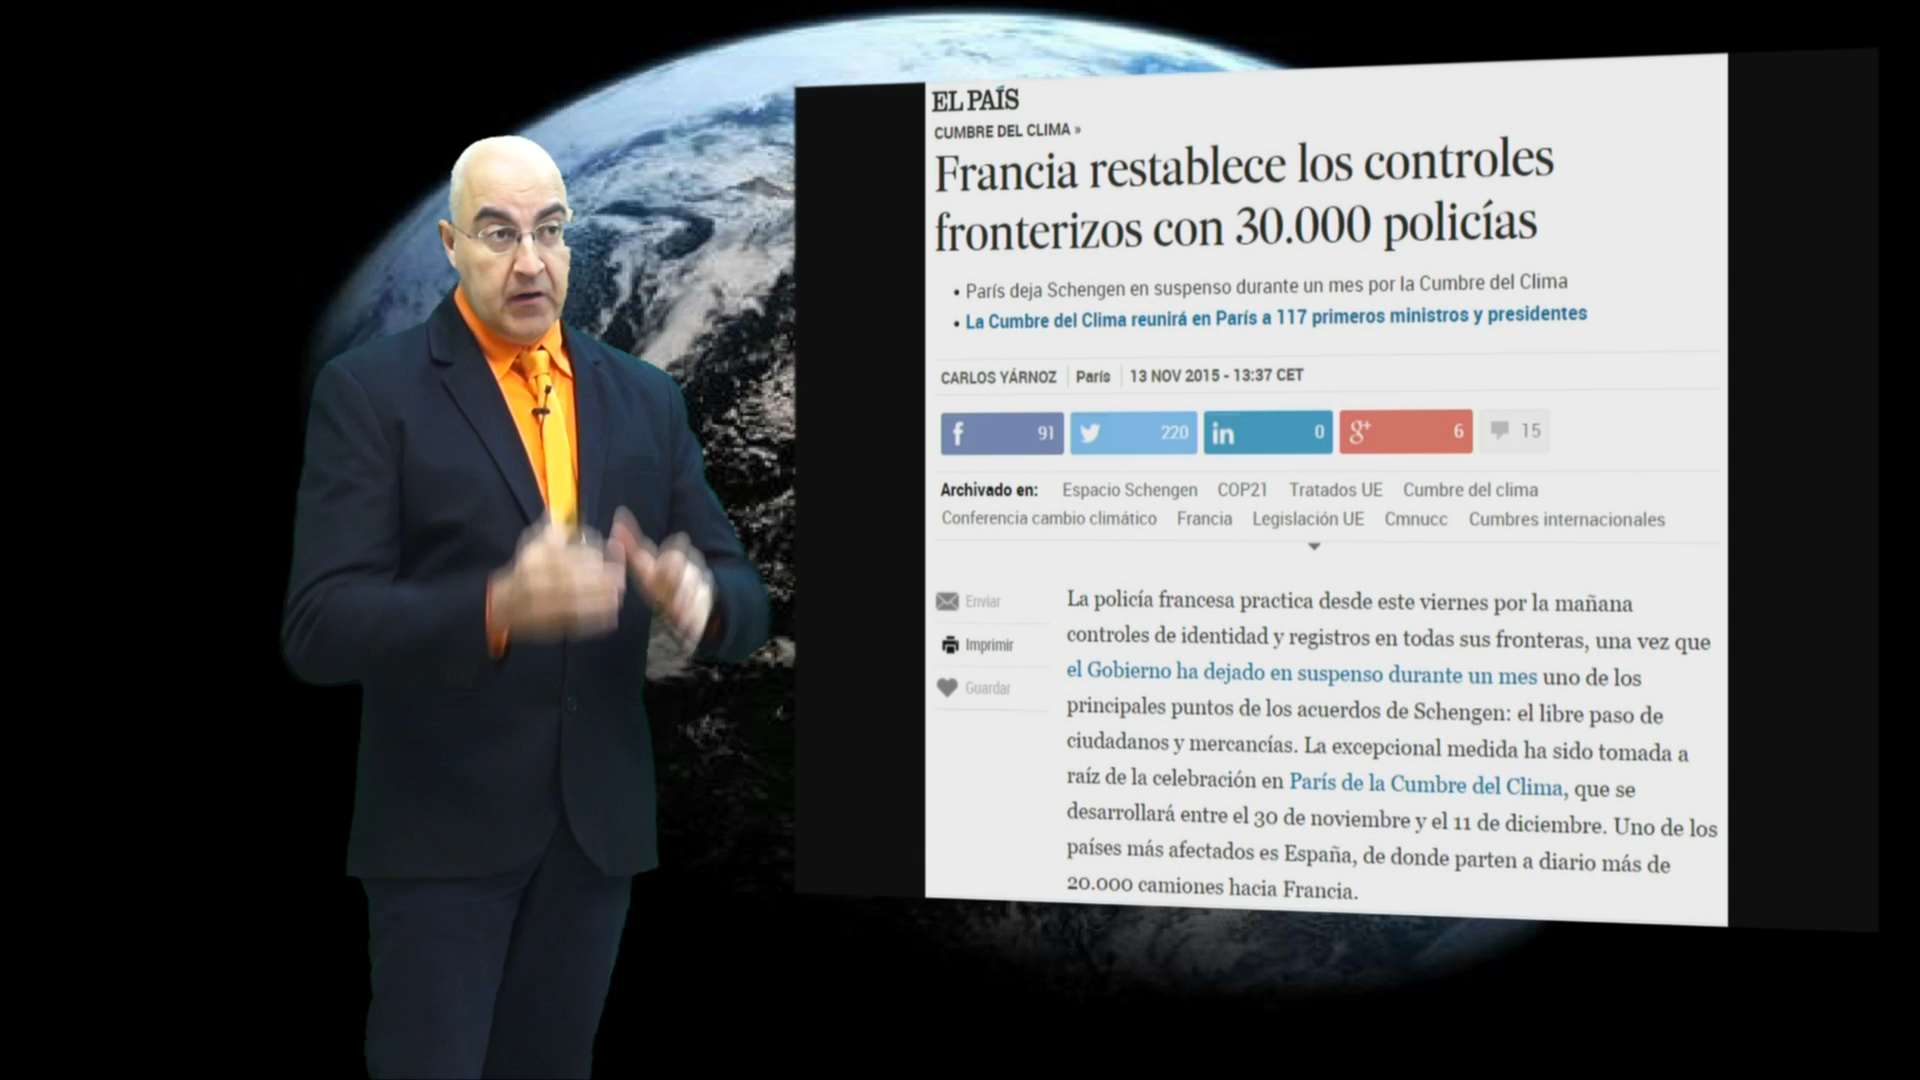 EL PAÍS
CUMBRE DEL CLIMA »
Francia restablece los controles
fronterizos con 30.000 policías
• París deja Schengen en suspenso durante un mes por la Cumbre del Clima
• La Cumbre del Clima reunirá en París a 117 primeros ministros y presidentes
CARLOS YÁRNOZ | París | 13 NOV 2015 - 13:37 CET
f 91 220 in 0 g+ 6 15
Archivado en: Espacio Schengen COP21 Tratados UE Cumbre del clima
Conferencia cambio climático Francia Legislación UE Cmnucc Cumbres internacionales
Enviar
Imprimir
Guardar
La policía francesa practica desde este viernes por la mañana
controles de identidad y registros en todas sus fronteras, una vez que
el Gobierno ha dejado en suspenso durante un mes uno de los
principales puntos de los acuerdos de Schengen: el libre paso de
ciudadanos y mercancías. La excepcional medida ha sido tomada a
raíz de la celebración en París de la Cumbre del Clima, que se
desarrollará entre el 30 de noviembre y el 11 de diciembre. Uno de los
países más afectados es España, de donde parten a diario más de
20.000 camiones hacia Francia.